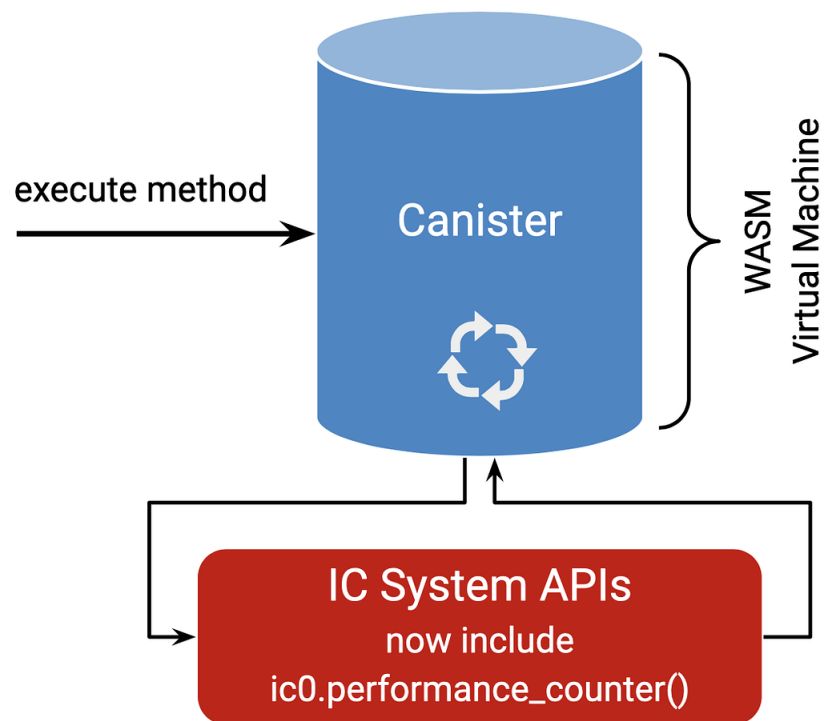 execute method
Canister
WASM
Virtual Machine
IC System APIs
now include
ic0.performance_counter()